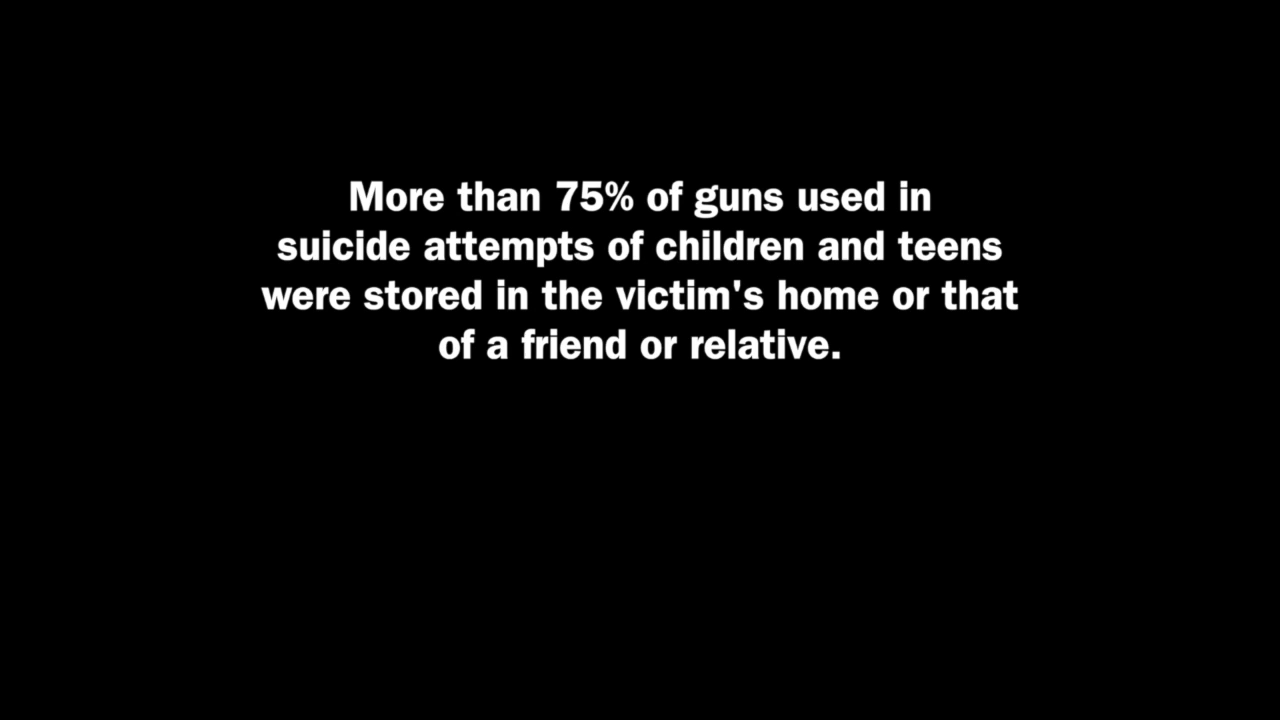 More than 75% of guns used in
suicide attempts of children and teens
were stored in the victim's home or that
of a friend or relative.